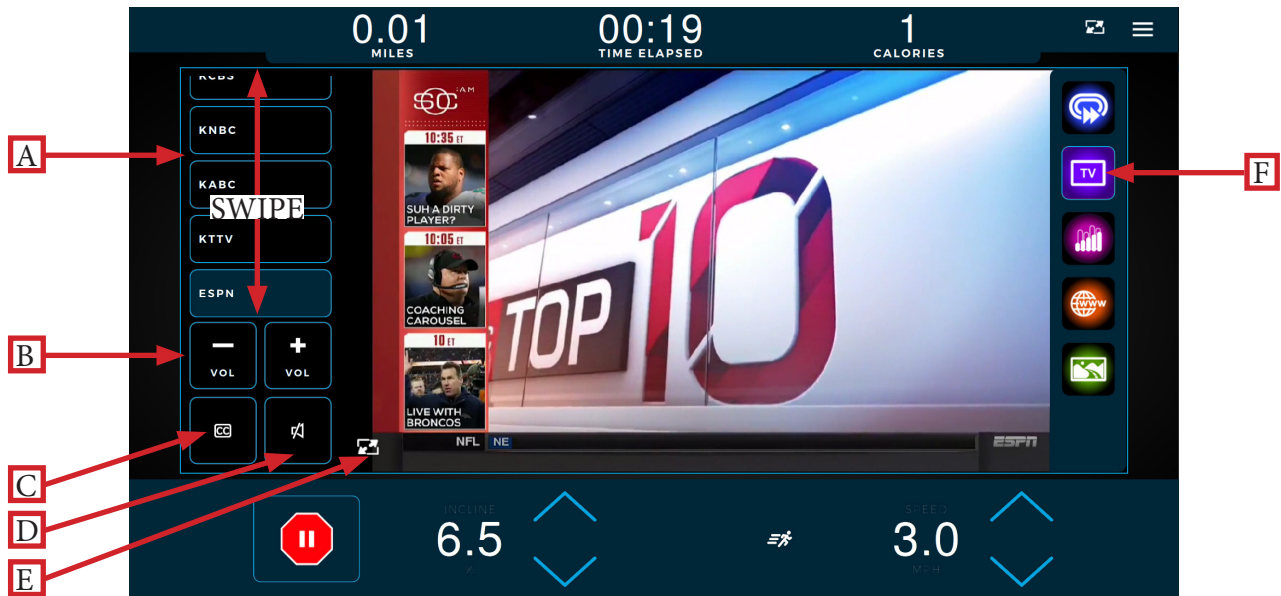 0.01
MILES
00:19
TIME ELAPSED
1
CALORIES
KCBS
KNBC
KABC
SWIPE
KTTV
ESPN
VOL
VOL
CC
A
B
C
D
E
F
SC
10:35 ET
SUH A DIRTY
PLAYER?
10:05 ET
COACHING
CAROUSEL
10 ET
LIVE WITH
BRONCOS
TOP
10
NFL NE
ESPN
TV
WWW
INCLINE
6.5
%
SPEED
3.0
MPH